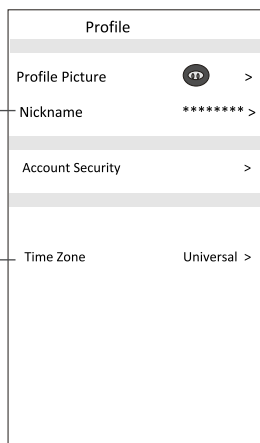 Profile
Profile Picture >
Nickname ******** >
Account Security >
Time Zone Universal >